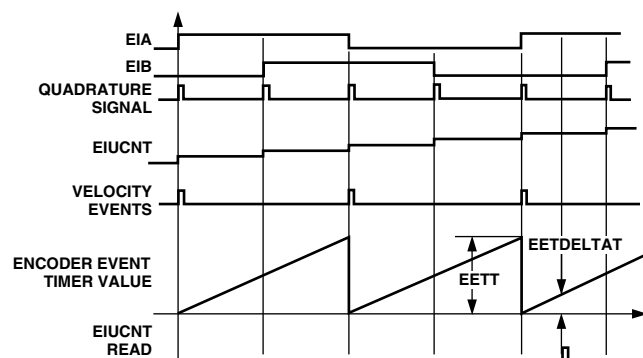 EIA
EIB
QUADRATURE
SIGNAL
EIUCNT
VELOCITY
EVENTS
EETDELTAT
ENCODER EVENT
TIMER VALUE
EETT
EIUCNT
READ